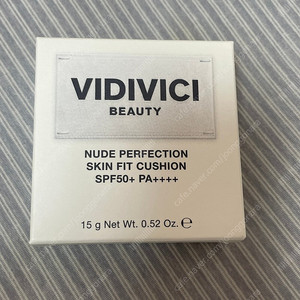 VIDIVICI
BEAUTY
NUDE PERFECTION
SKIN FIT CUSHION
SPF50+ PA++++
15 g Net Wt. 0.52 Oz. ℮